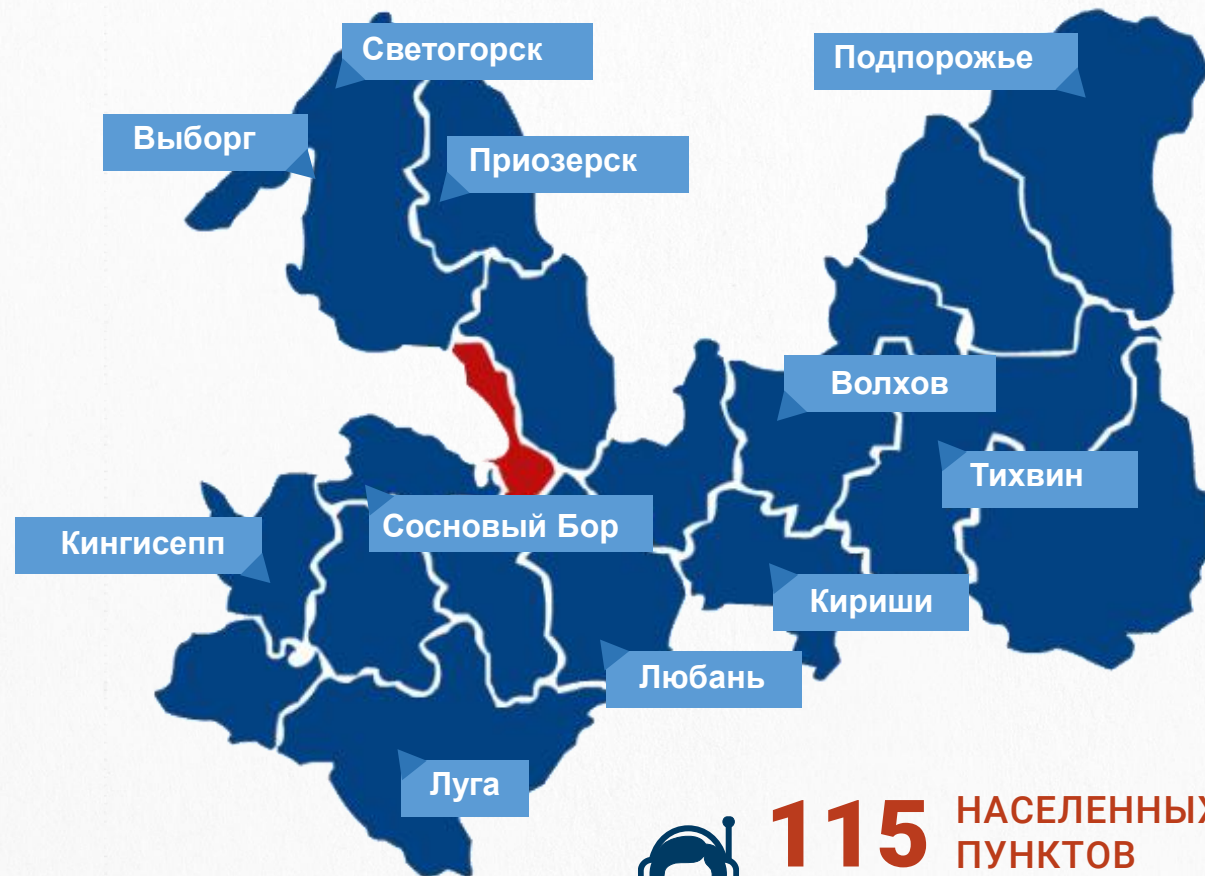 Светогорск
Подпорожье
Выборг
Приозерск
Волхов
Тихвин
Сосновый Бор
Кингисепп
Кириши
Любань
Луга
115 НАСЕЛЕННЫХ
ПУНКТОВ